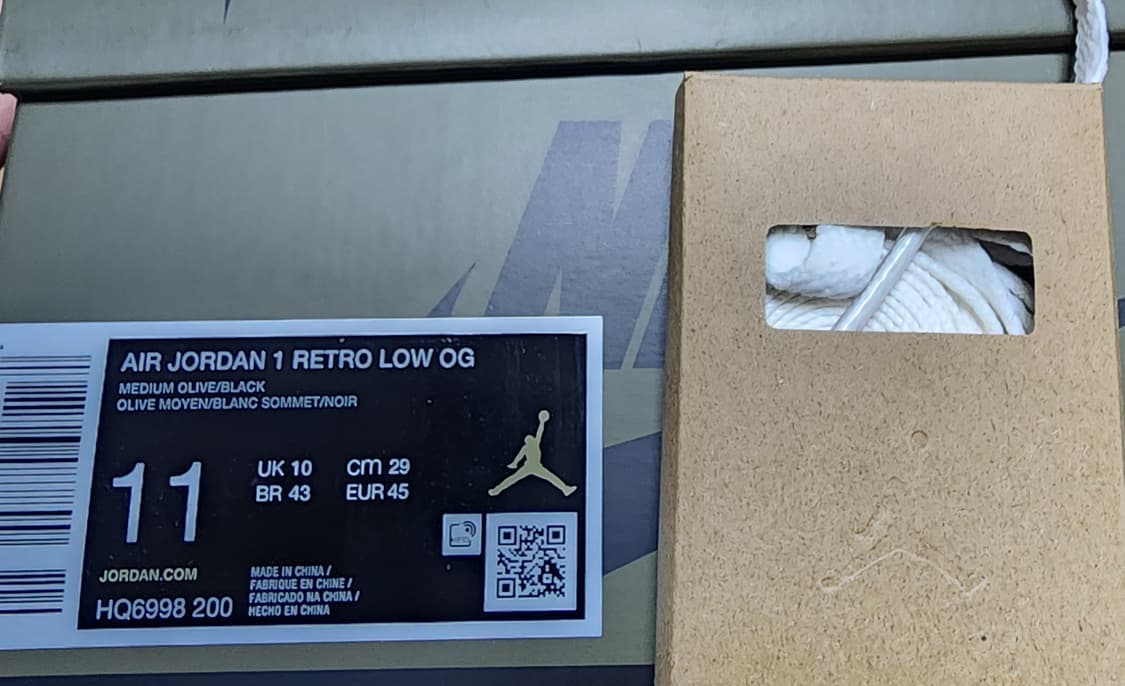 AIR JORDAN 1 RETRO LOW OG
MEDIUM OLIVE/BLACK
OLIVE MOYEN/BLANC SOMMET/NOIR
11
UK 10 cm 29
BR 43 EUR 45
JORDAN.COM
HQ6998 200
MADE IN CHINA /
FABRIQUE EN CHINE /
FABRICADO NA CHINA /
HECHO EN CHINA